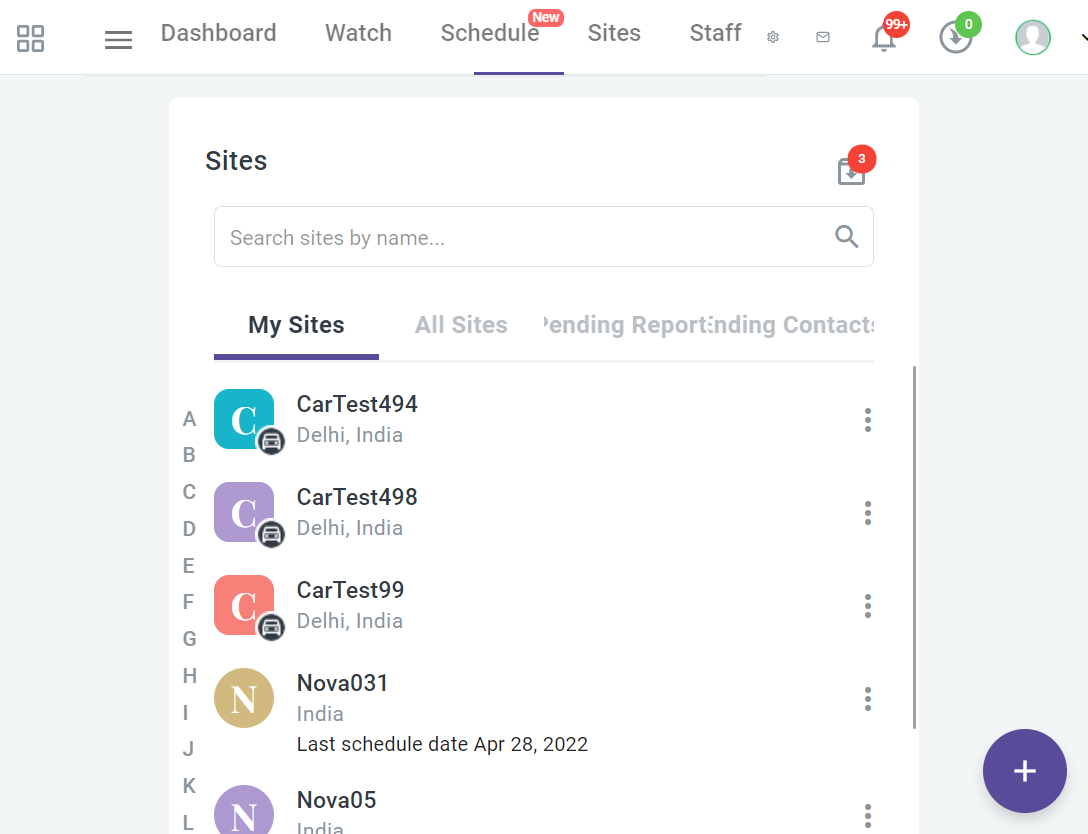 Dashboard Watch Schedule New Sites Staff 99+ 0
Sites 3
Search sites by name...
My Sites All Sites Pending Report nding Contacts
A
B
C
D
E
F
G
H
I
J
K
L
C CarTest494
Delhi, India
C CarTest498
Delhi, India
C CarTest99
Delhi, India
N Nova031
India
Last schedule date Apr 28, 2022
N Nova05
India
+